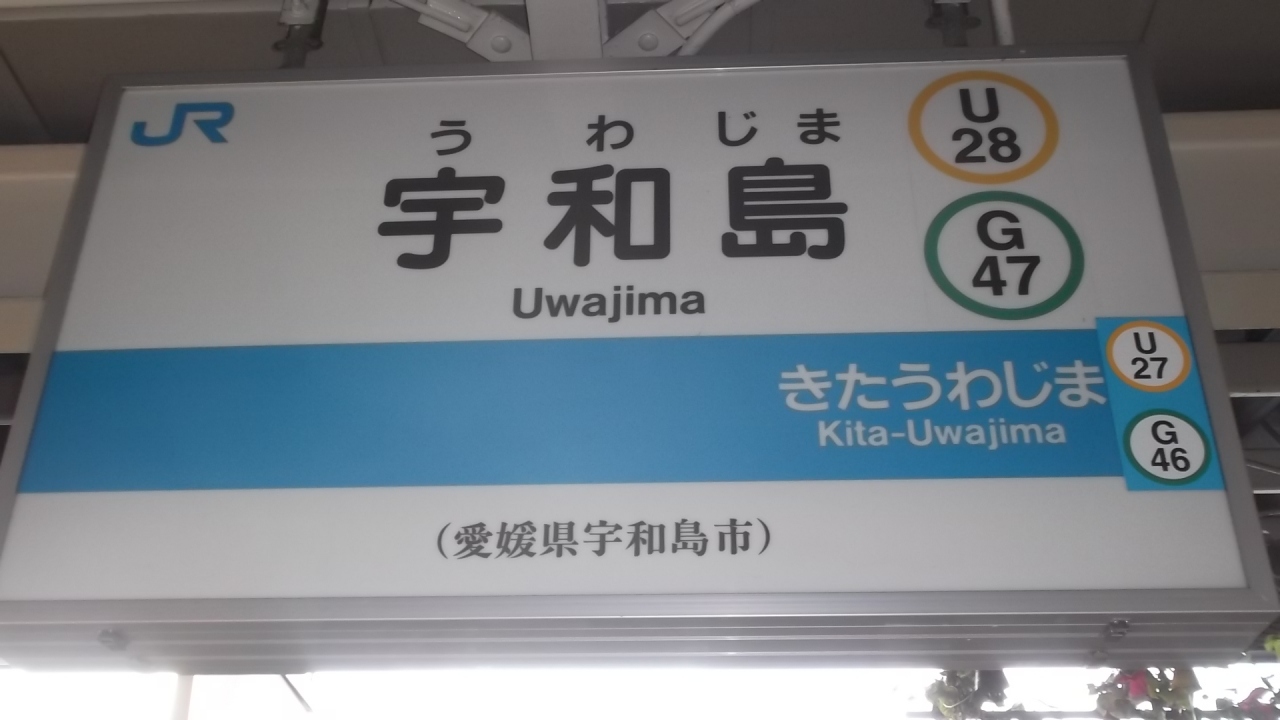 JR
うわじま
宇和島
Uwajima
U
28
G
47
きたうわじま
Kita-Uwajima
U
27
G
46
（愛媛県宇和島市）